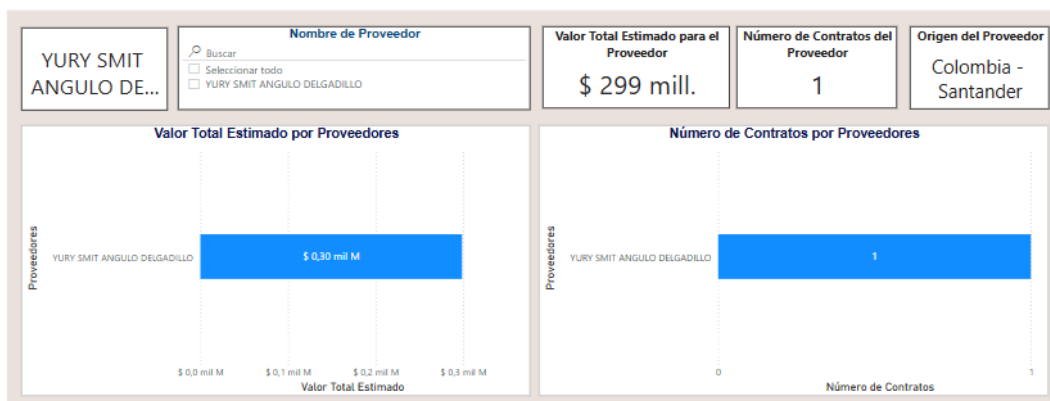 YURY SMIT
ANGULO DE...
Nombre de Proveedor
Buscar
Seleccionar todo
YURY SMIT ANGULO DELGADILLO
Valor Total Estimado para el
Proveedor
$ 299 mill.
Número de Contratos del
Proveedor
1
Origen del Proveedor
Colombia -
Santander
Valor Total Estimado por Proveedores
Proveedores
YURY SMIT ANGULO DELGADILLO
$ 0,30 mil M
$ 0,0 mil M
$ 0,1 mil M
$ 0,2 mil M
$ 0,3 mil M
Valor Total Estimado
Número de Contratos por Proveedores
Proveedores
YURY SMIT ANGULO DELGADILLO
1
0
1
Número de Contratos